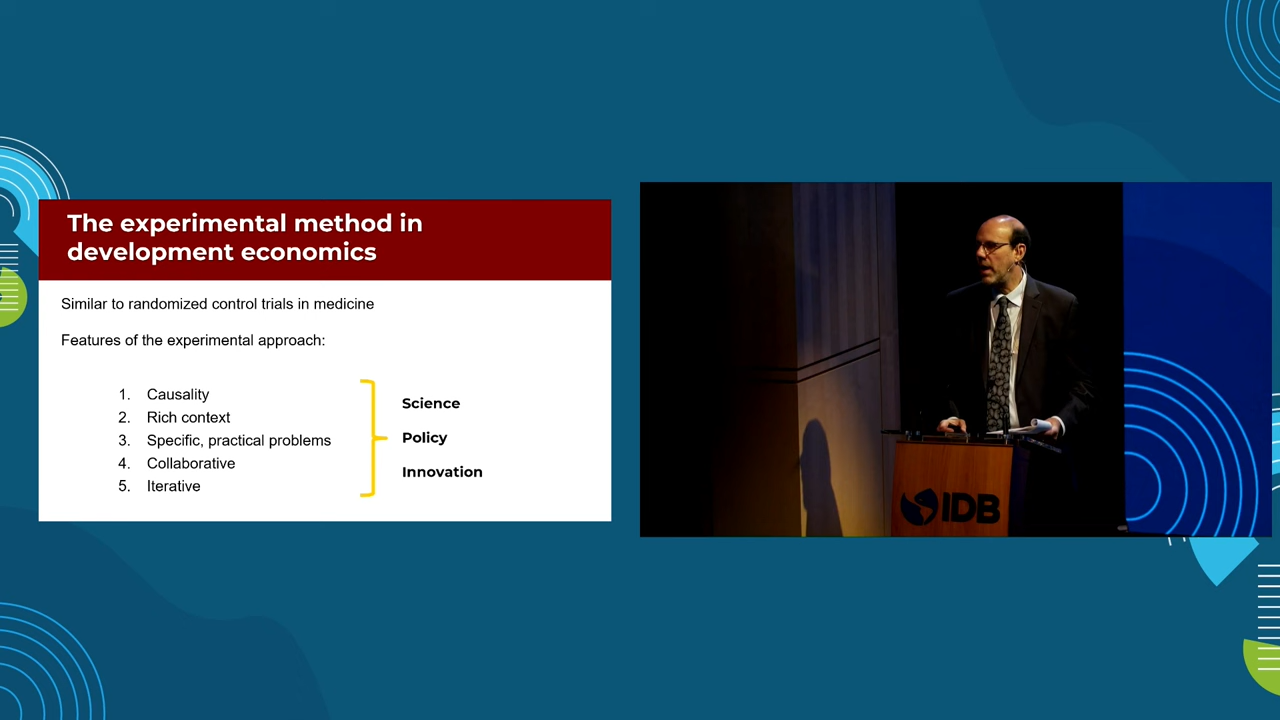 The experimental method in
development economics
Similar to randomized control trials in medicine
Features of the experimental approach:
1. Causality
2. Rich context
3. Specific, practical problems
4. Collaborative
5. Iterative
Science
Policy
Innovation
IDB